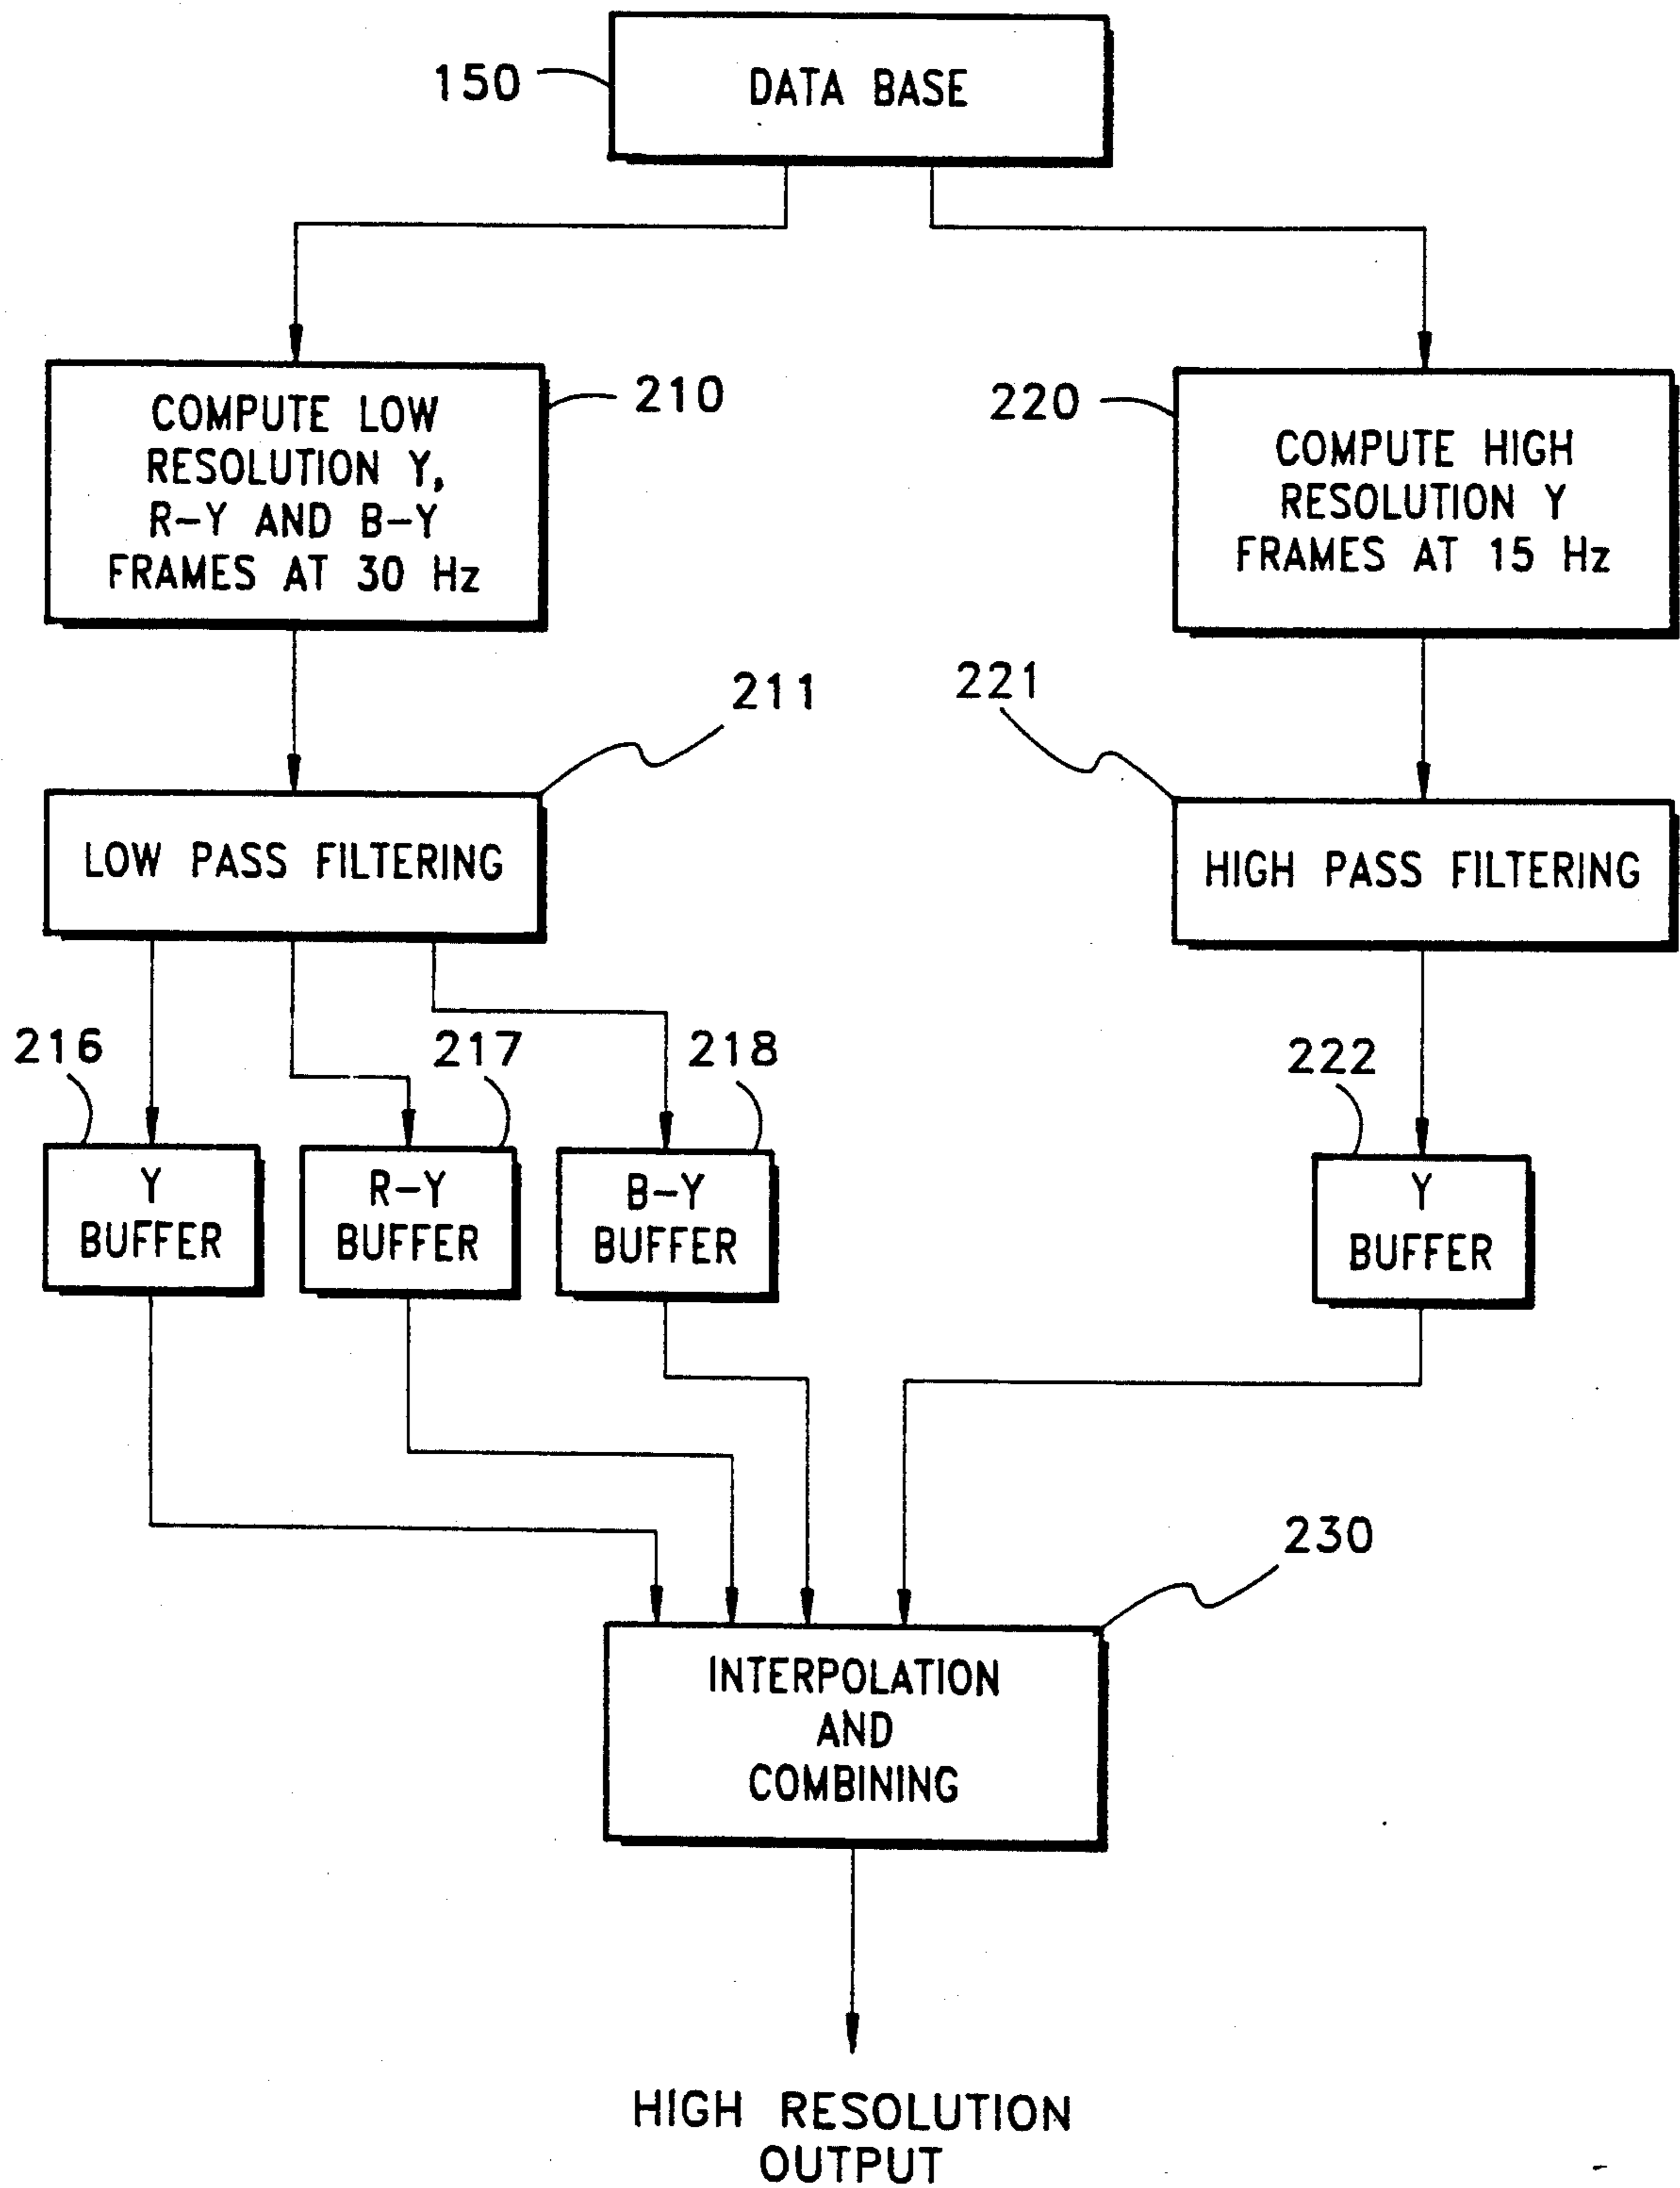 150
DATA BASE
COMPUTE LOW
RESOLUTION Y,
R-Y AND B-Y
FRAMES AT 30 Hz
210
220
COMPUTE HIGH
RESOLUTION Y
FRAMES AT 15 Hz
211
221
LOW PASS FILTERING
HIGH PASS FILTERING
216
217
218
222
Y
BUFFER
R-Y
BUFFER
B-Y
BUFFER
Y
BUFFER
230
INTERPOLATION
AND
COMBINING
HIGH RESOLUTION
OUTPUT